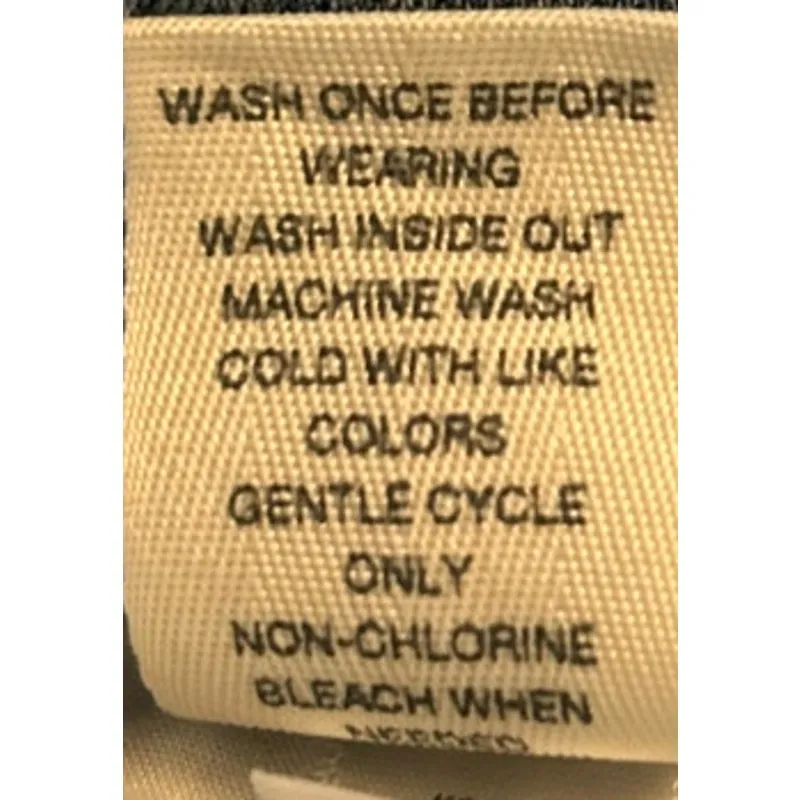 WASH ONCE BEFORE
WEARING
WASH INSIDE OUT
MACHINE WASH
COLD WITH LIKE
COLORS
GENTLE CYCLE
ONLY
NON-CHLORINE
BLEACH WHEN
NEEDED